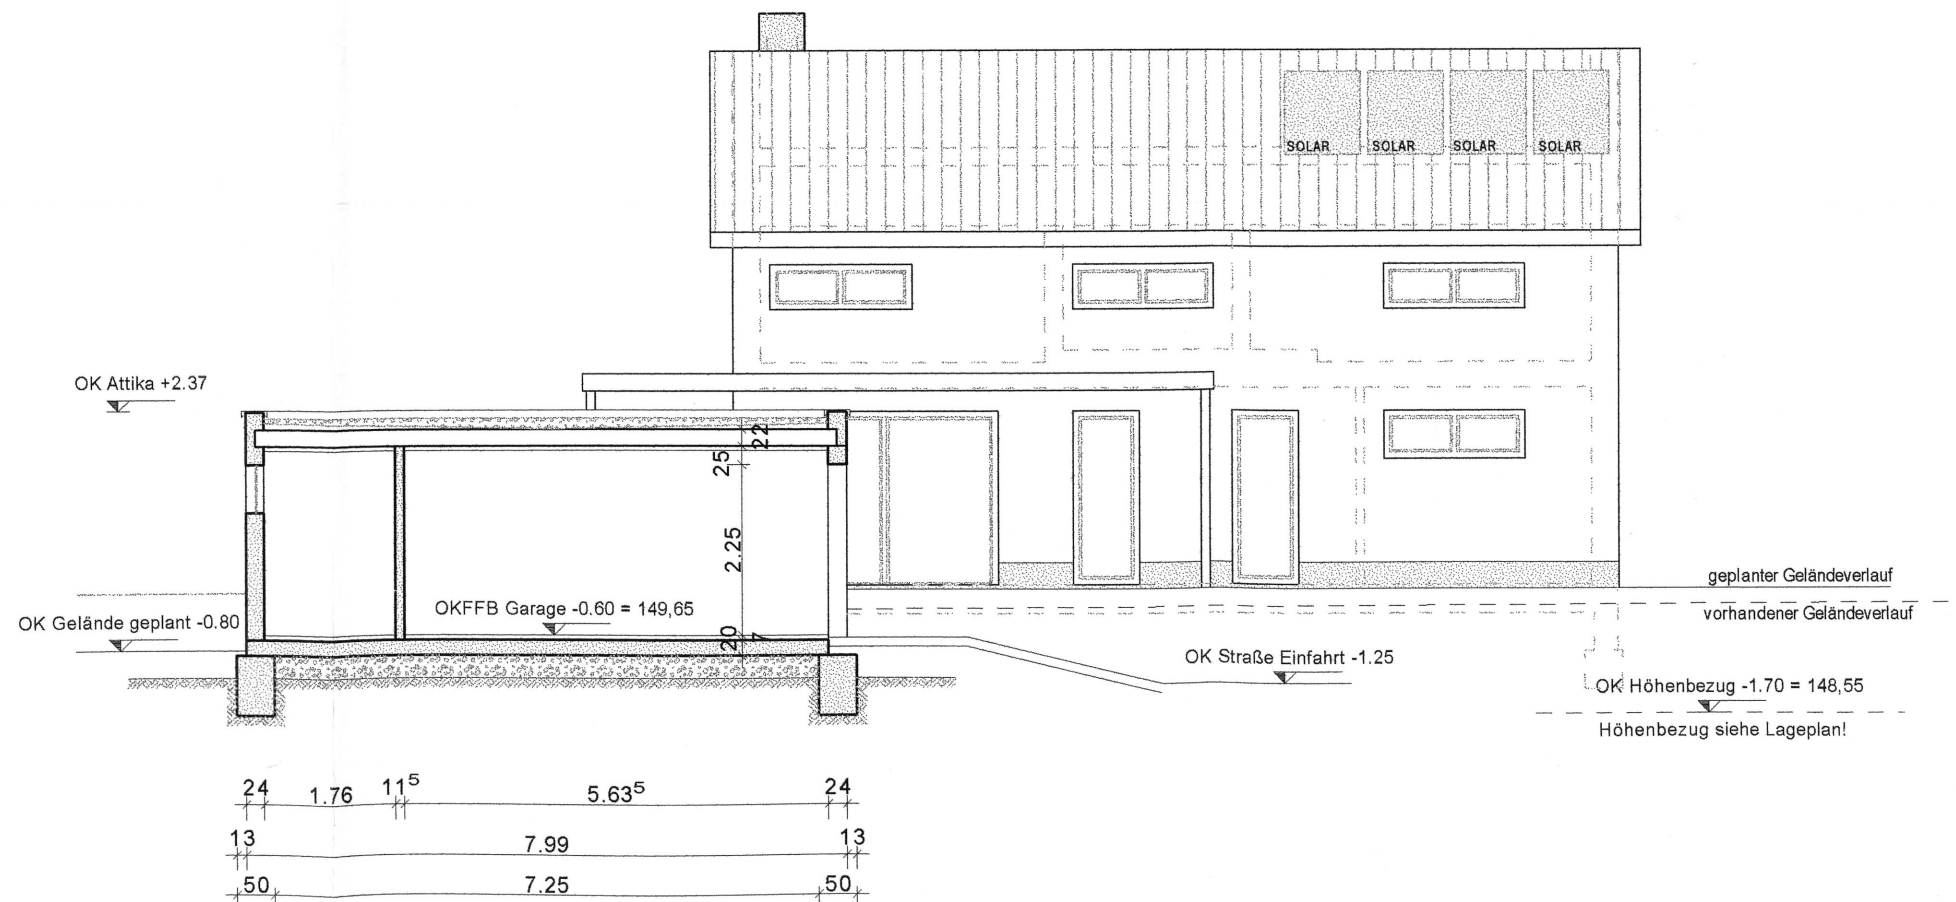 SOLAR SOLAR SOLAR SOLAR
OK Attika +2.37
22
25
2.25
geplanter Geländeverlauf
vorhandener Geländeverlauf
OKFFB Garage -0.60 = 149,65
OK Gelände geplant -0.80
20 7
OK Straße Einfahrt -1.25
OK Höhenbezug -1.70 = 148,55
Höhenbezug siehe Lageplan!
24 1.76 11⁵ 5.63⁵ 24
13 7.99 13
50 7.25 50